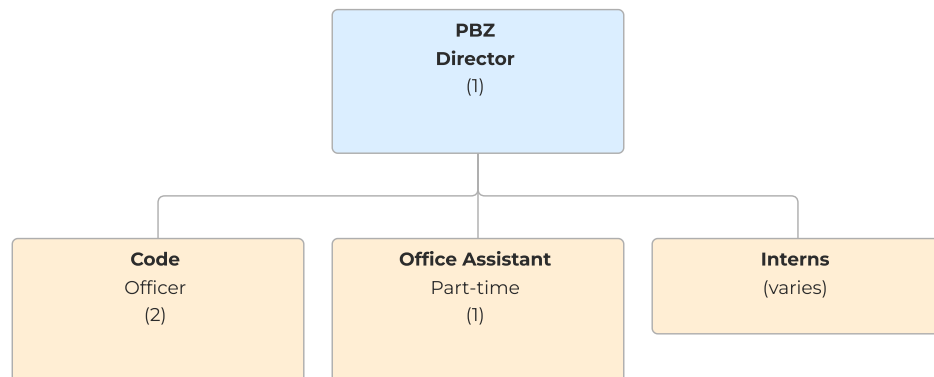 PBZ
Director
(1)
Code
Officer
(2)
Office Assistant
Part-time
(1)
Interns
(varies)